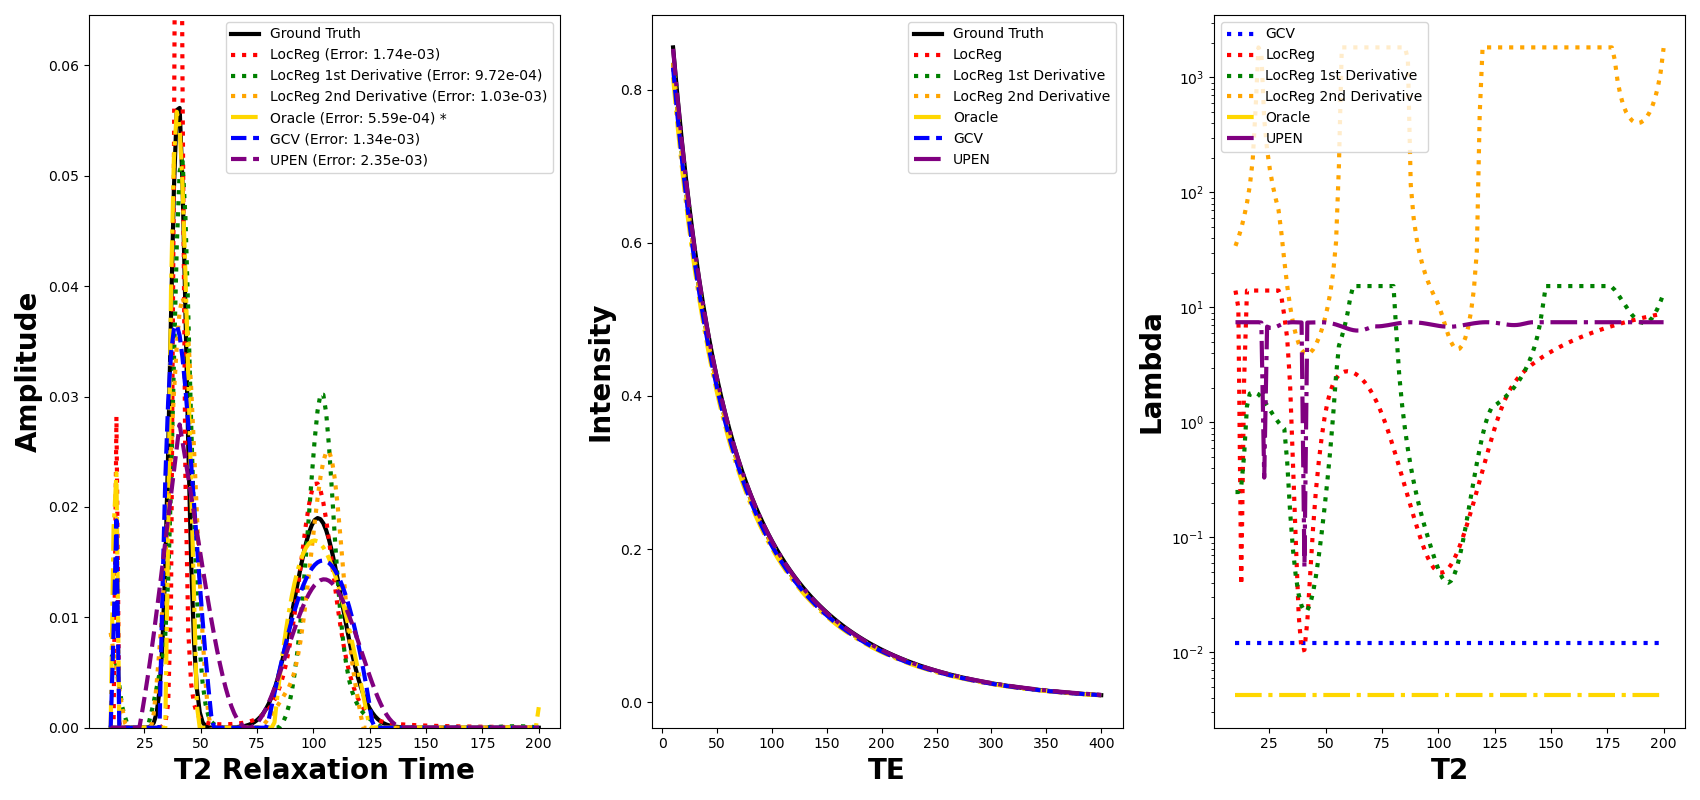 Amplitude
0.06
0.05
0.04
0.03
0.02
0.01
0.00
25 50 75 100 125 150 175 200
T2 Relaxation Time
Ground Truth
LocReg (Error: 1.74e-03)
LocReg 1st Derivative (Error: 9.72e-04)
LocReg 2nd Derivative (Error: 1.03e-03)
Oracle (Error: 5.59e-04) *
GCV (Error: 1.34e-03)
UPEN (Error: 2.35e-03)
Intensity
0.8
0.6
0.4
0.2
0.0
0 50 100 150 200 250 300 350 400
TE
Ground Truth
LocReg
LocReg 1st Derivative
LocReg 2nd Derivative
Oracle
GCV
UPEN
Lambda
10³
10²
10¹
10⁰
10⁻¹
10⁻²
25 50 75 100 125 150 175 200
T2
GCV
LocReg
LocReg 1st Derivative
LocReg 2nd Derivative
Oracle
UPEN